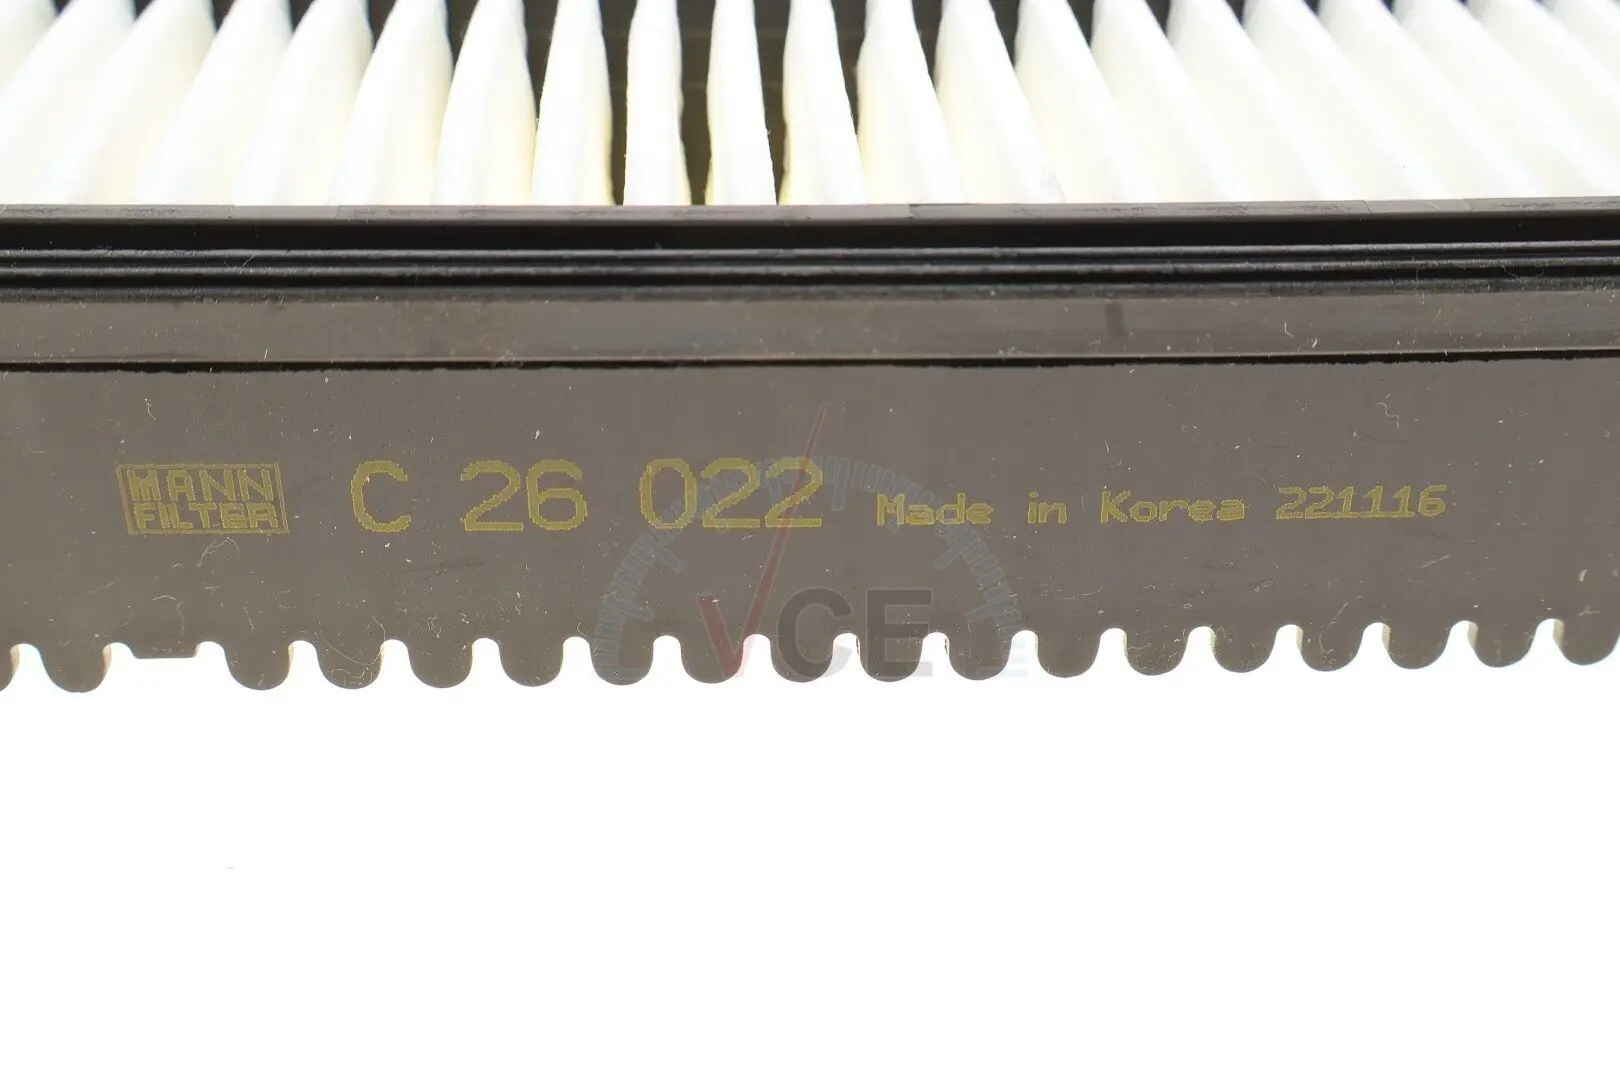 MANN
FILTER
C 26 022 Made in Korea 221116
VCE